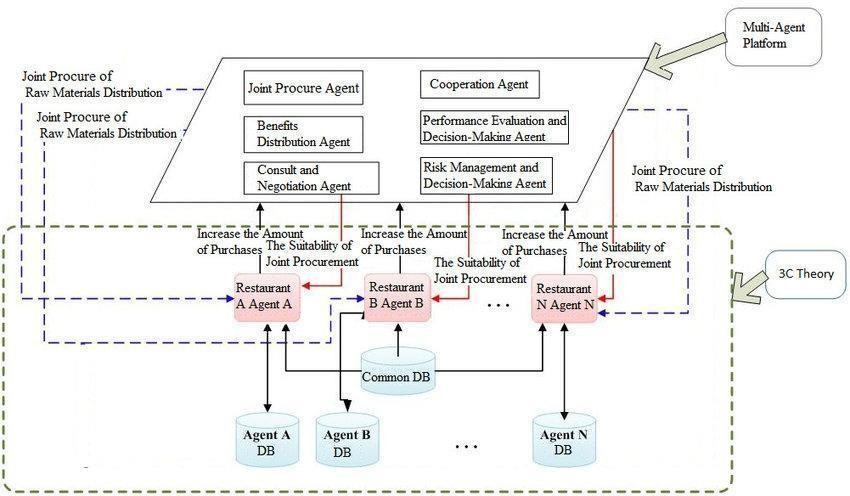 Multi-Agent
Platform
Joint Procure of
Raw Materials Distribution
Joint Procure of
Raw Materials Distribution
Joint Procure Agent
Cooperation Agent
Benefits
Distribution Agent
Performance Evaluation and
Decision-Making Agent
Consult and
Negotiation Agent
Risk Management and
Decision-Making Agent
Joint Procure of
Raw Materials Distribution
Increase the Amount
of Purchases
The Suitability of
Joint Procurement
Increase the Amount
of Purchases
The Suitability of
Joint Procurement
Increase the Amount
of Purchases
The Suitability of
Joint Procurement
3C Theory
Restaurant
A Agent A
Restaurant
B Agent B
...
Restaurant
N Agent N
Common DB
Agent A
DB
Agent B
DB
...
Agent N
DB